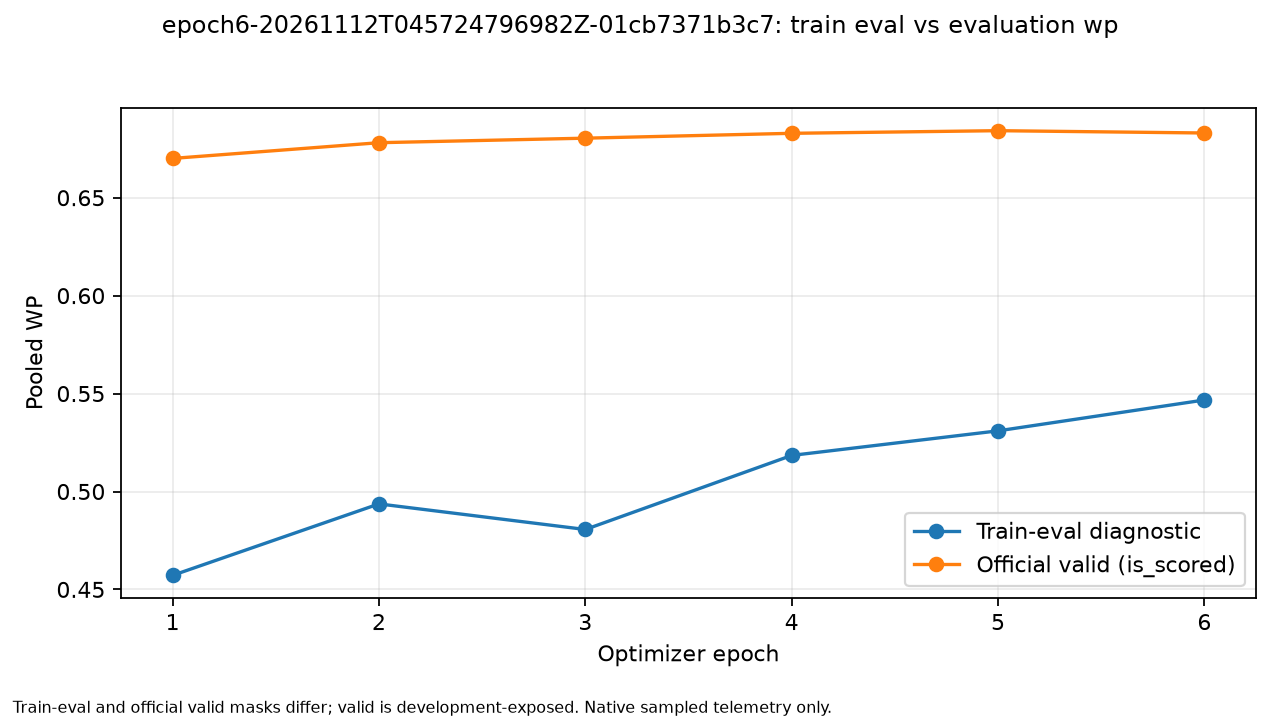 epoch6-20261112T045724796982Z-01cb7371b3c7: train eval vs evaluation wp
Pooled WP
0.65
0.60
0.55
0.50
0.45
1 2 3 4 5 6
Optimizer epoch
Train-eval diagnostic
Official valid (is_scored)
Train-eval and official valid masks differ; valid is development-exposed. Native sampled telemetry only.